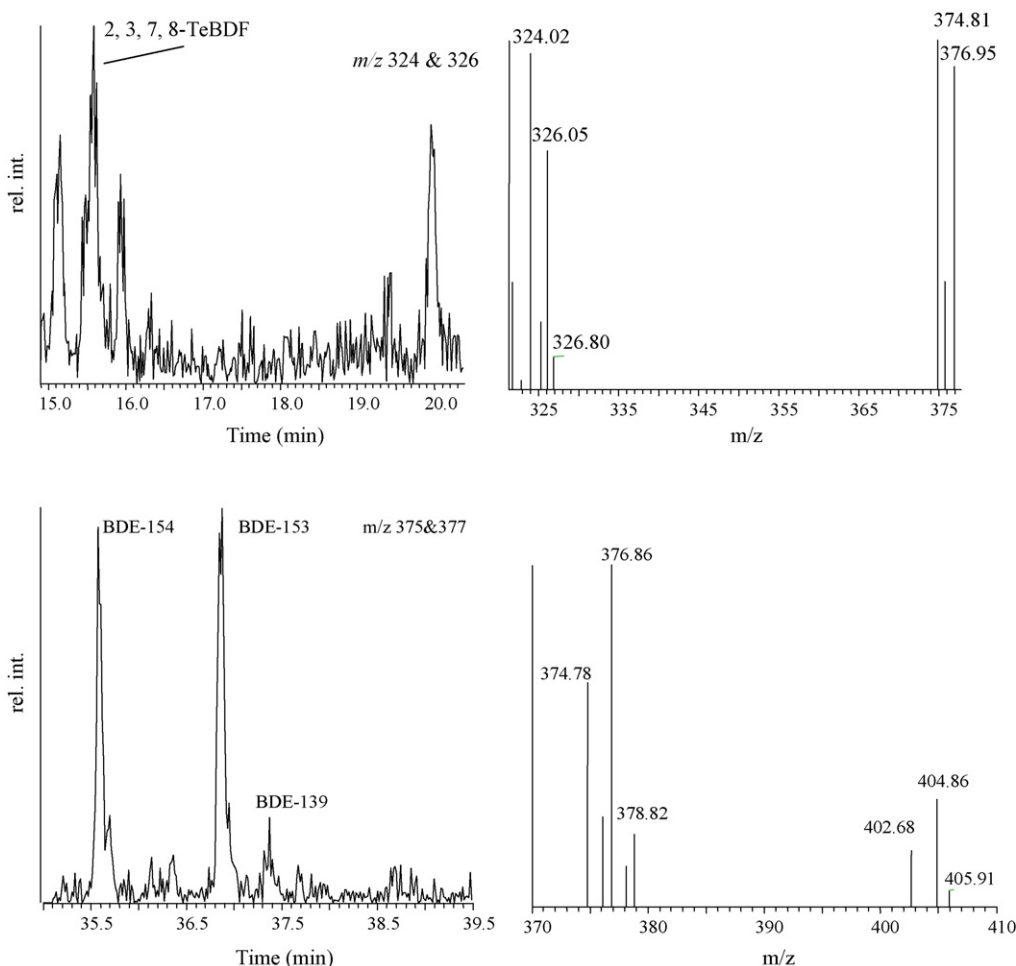 2, 3, 7, 8-TeBDF
m/z 324 & 326
rel. int.
15.0 16.0 17.0 18.0 19.0 20.0
Time (min)
324.02
326.05
326.80
374.81
376.95
325 335 345 355 365 375
m/z
BDE-154
BDE-153
m/z 375&377
BDE-139
rel. int.
35.5 36.5 37.5 38.5 39.5
Time (min)
376.86
374.78
378.82
404.86
402.68
405.91
370 380 390 400 410
m/z